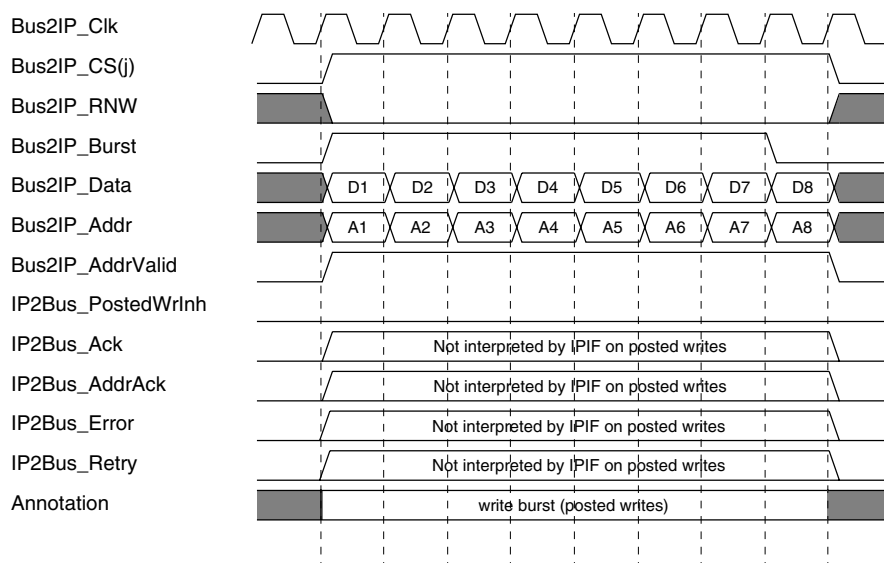 Bus2IP_Clk
Bus2IP_CS(j)
Bus2IP_RNW
Bus2IP_Burst
Bus2IP_Data D1 D2 D3 D4 D5 D6 D7 D8
Bus2IP_Addr A1 A2 A3 A4 A5 A6 A7 A8
Bus2IP_AddrValid
IP2Bus_PostedWrInh
IP2Bus_Ack Not interpreted by IPIF on posted writes
IP2Bus_AddrAck Not interpreted by IPIF on posted writes
IP2Bus_Error Not interpreted by IPIF on posted writes
IP2Bus_Retry Not interpreted by IPIF on posted writes
Annotation write burst (posted writes)